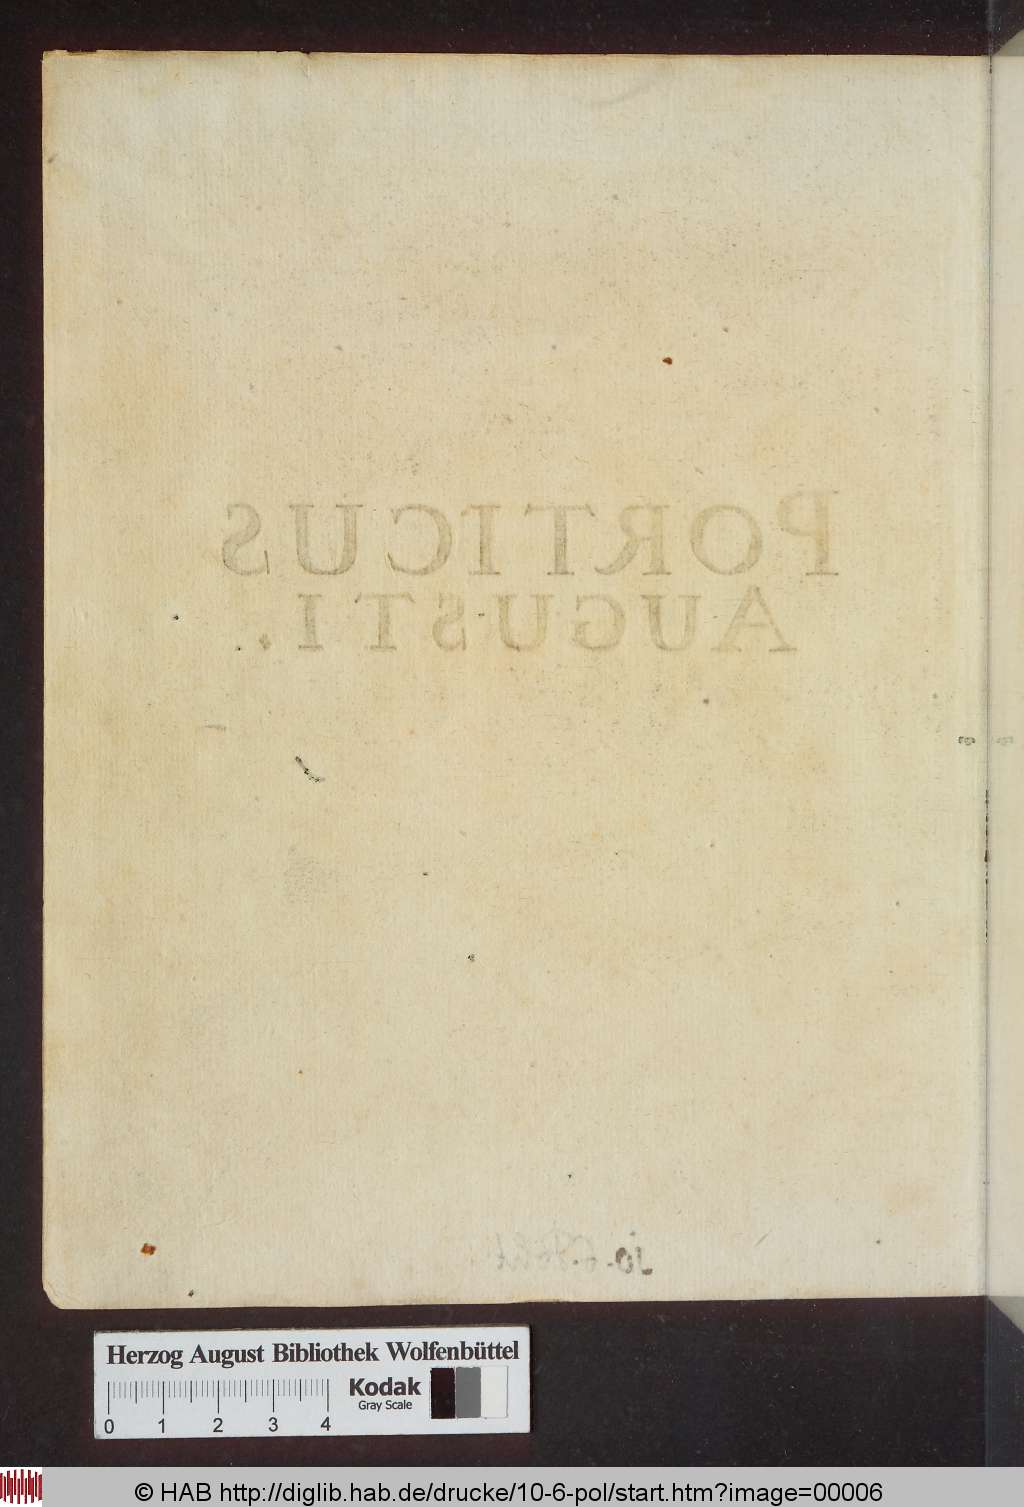 PORTICUS
AUGUSTI.
Herzog August Bibliothek Wolfenbüttel
Kodak
Gray Scale
0 1 2 3 4
© HAB http://diglib.hab.de/drucke/10-6-pol/start.htm?image=00006